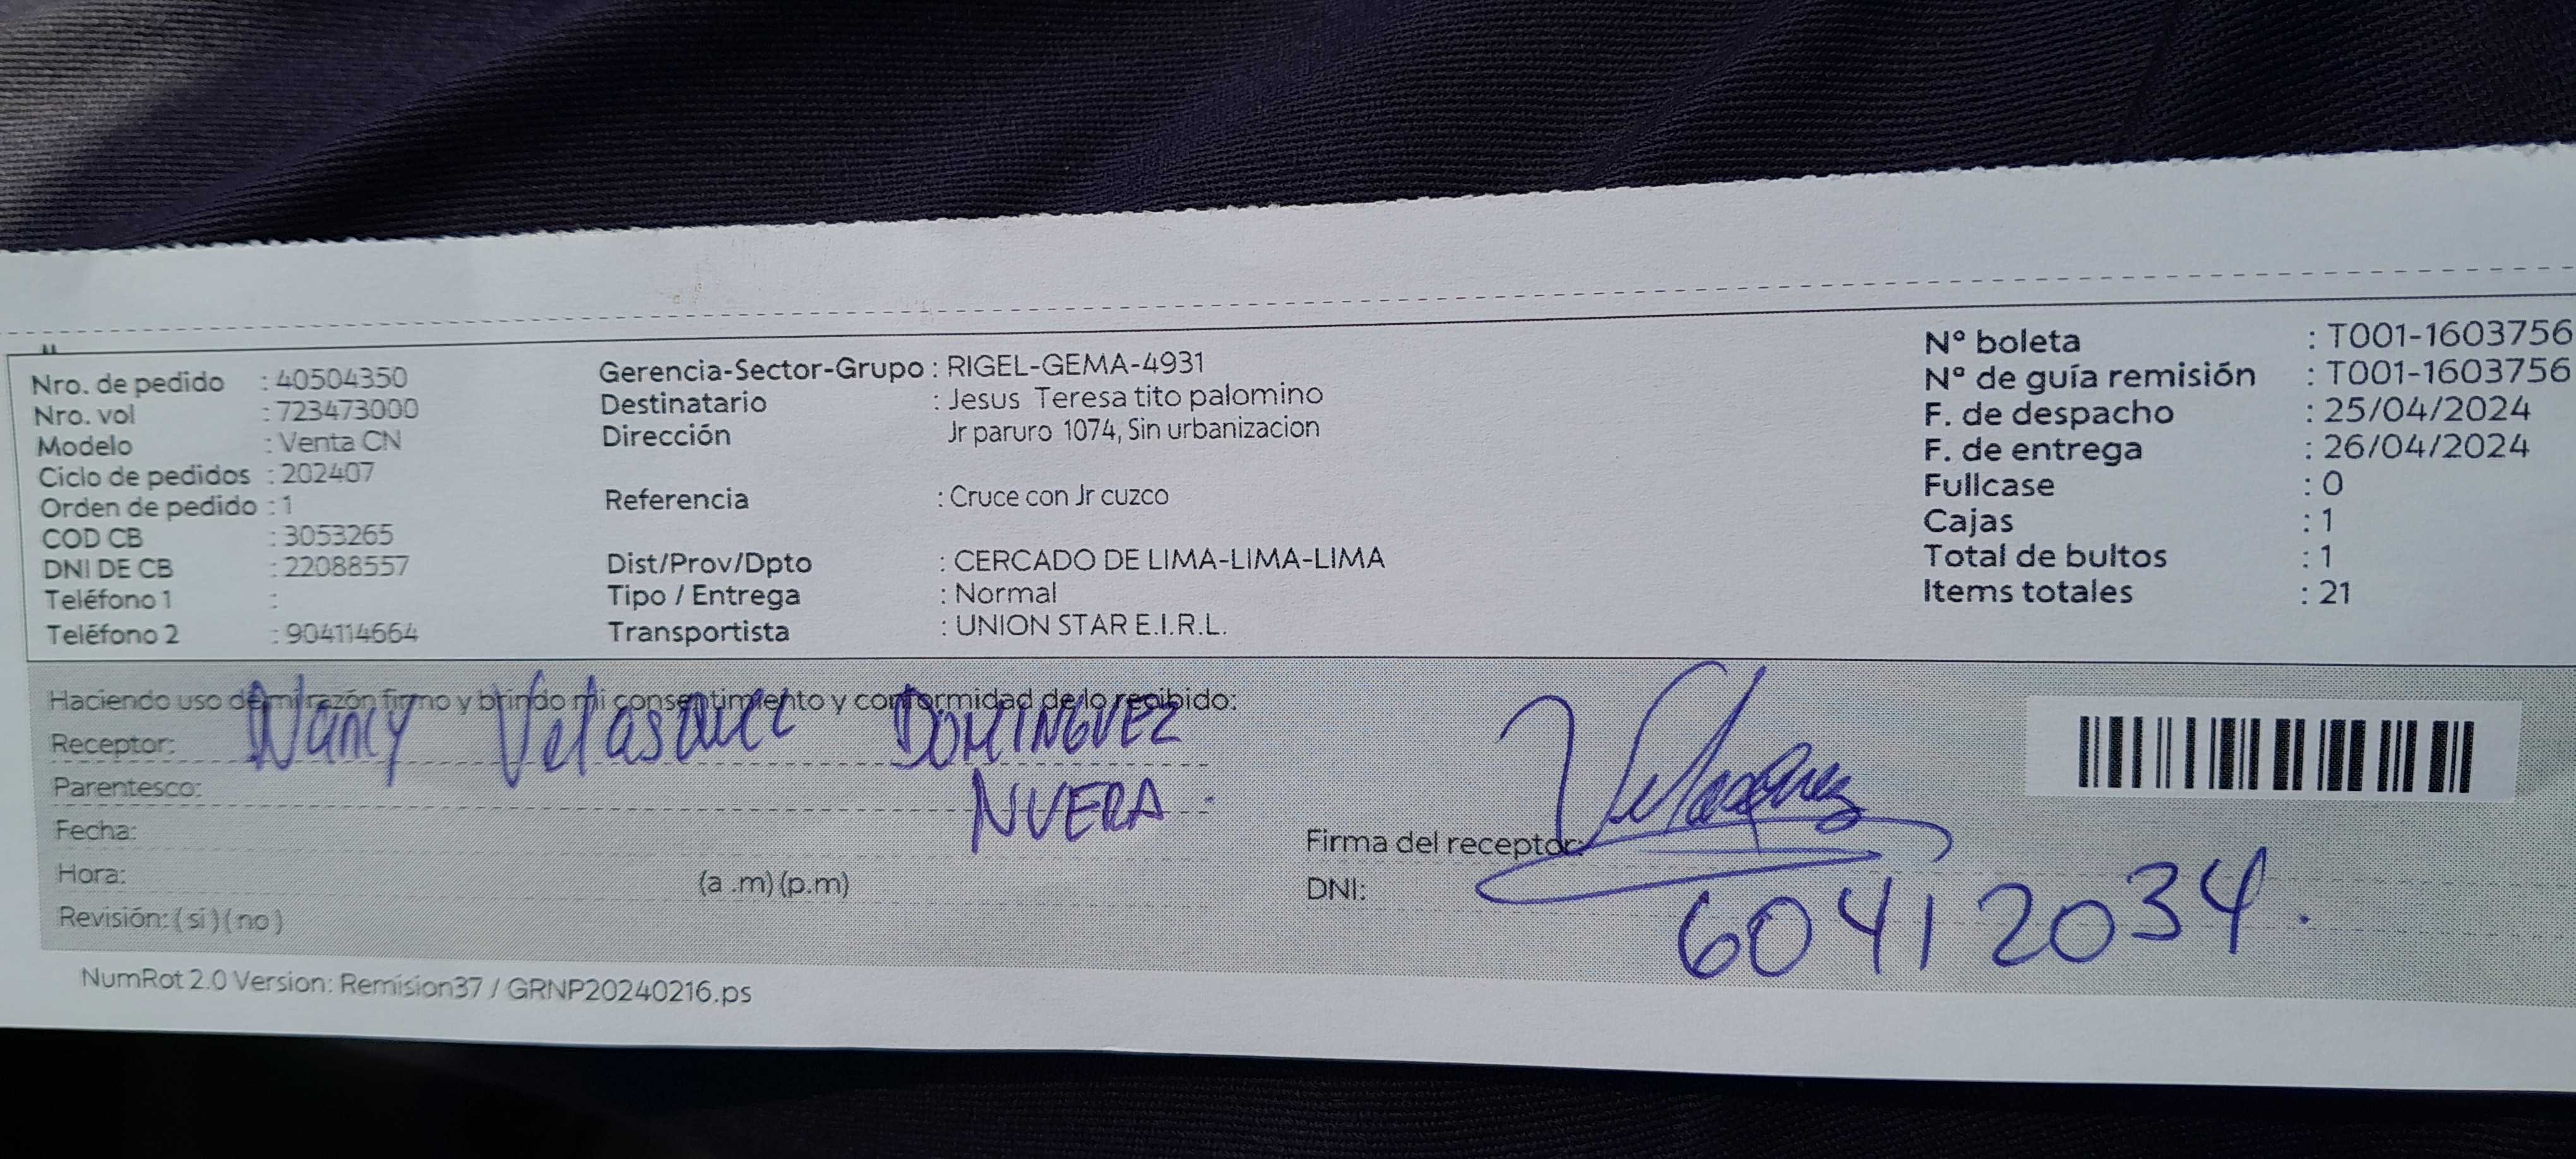 Nro. de pedido : 40504350
Nro. vol : 723473000
Modelo : Venta CN
Ciclo de pedidos : 202407
Orden de pedido : 1
COD CB : 3053265
DNI DE CB : 22088557
Teléfono 1 :
Teléfono 2 : 904114664
Gerencia-Sector-Grupo : RIGEL-GEMA-4931
Destinatario : Jesus Teresa tito palomino
Dirección Jr paruro 1074, Sin urbanizacion
Referencia : Cruce con Jr cuzco
Dist/Prov/Dpto : CERCADO DE LIMA-LIMA-LIMA
Tipo / Entrega : Normal
Transportista : UNION STAR E.I.R.L.
N° boleta : T001-1603756
N° de guía remisión : T001-1603756
F. de despacho : 25/04/2024
F. de entrega : 26/04/2024
Fullcase : 0
Cajas : 1
Total de bultos : 1
Items totales : 21
Haciendo uso de mi razón firmo y brindo mi consentimiento y conformidad de lo recibido:
Receptor: Nancy Velasquez DOMINGUEZ
Parentesco: NUERA
Fecha:
Hora: (a .m) (p.m)
Revisión: ( si ) ( no )
Firma del receptor: Velasquez
DNI: 60412034.
NumRot 2.0 Version: Remision37 / GRNP20240216.ps